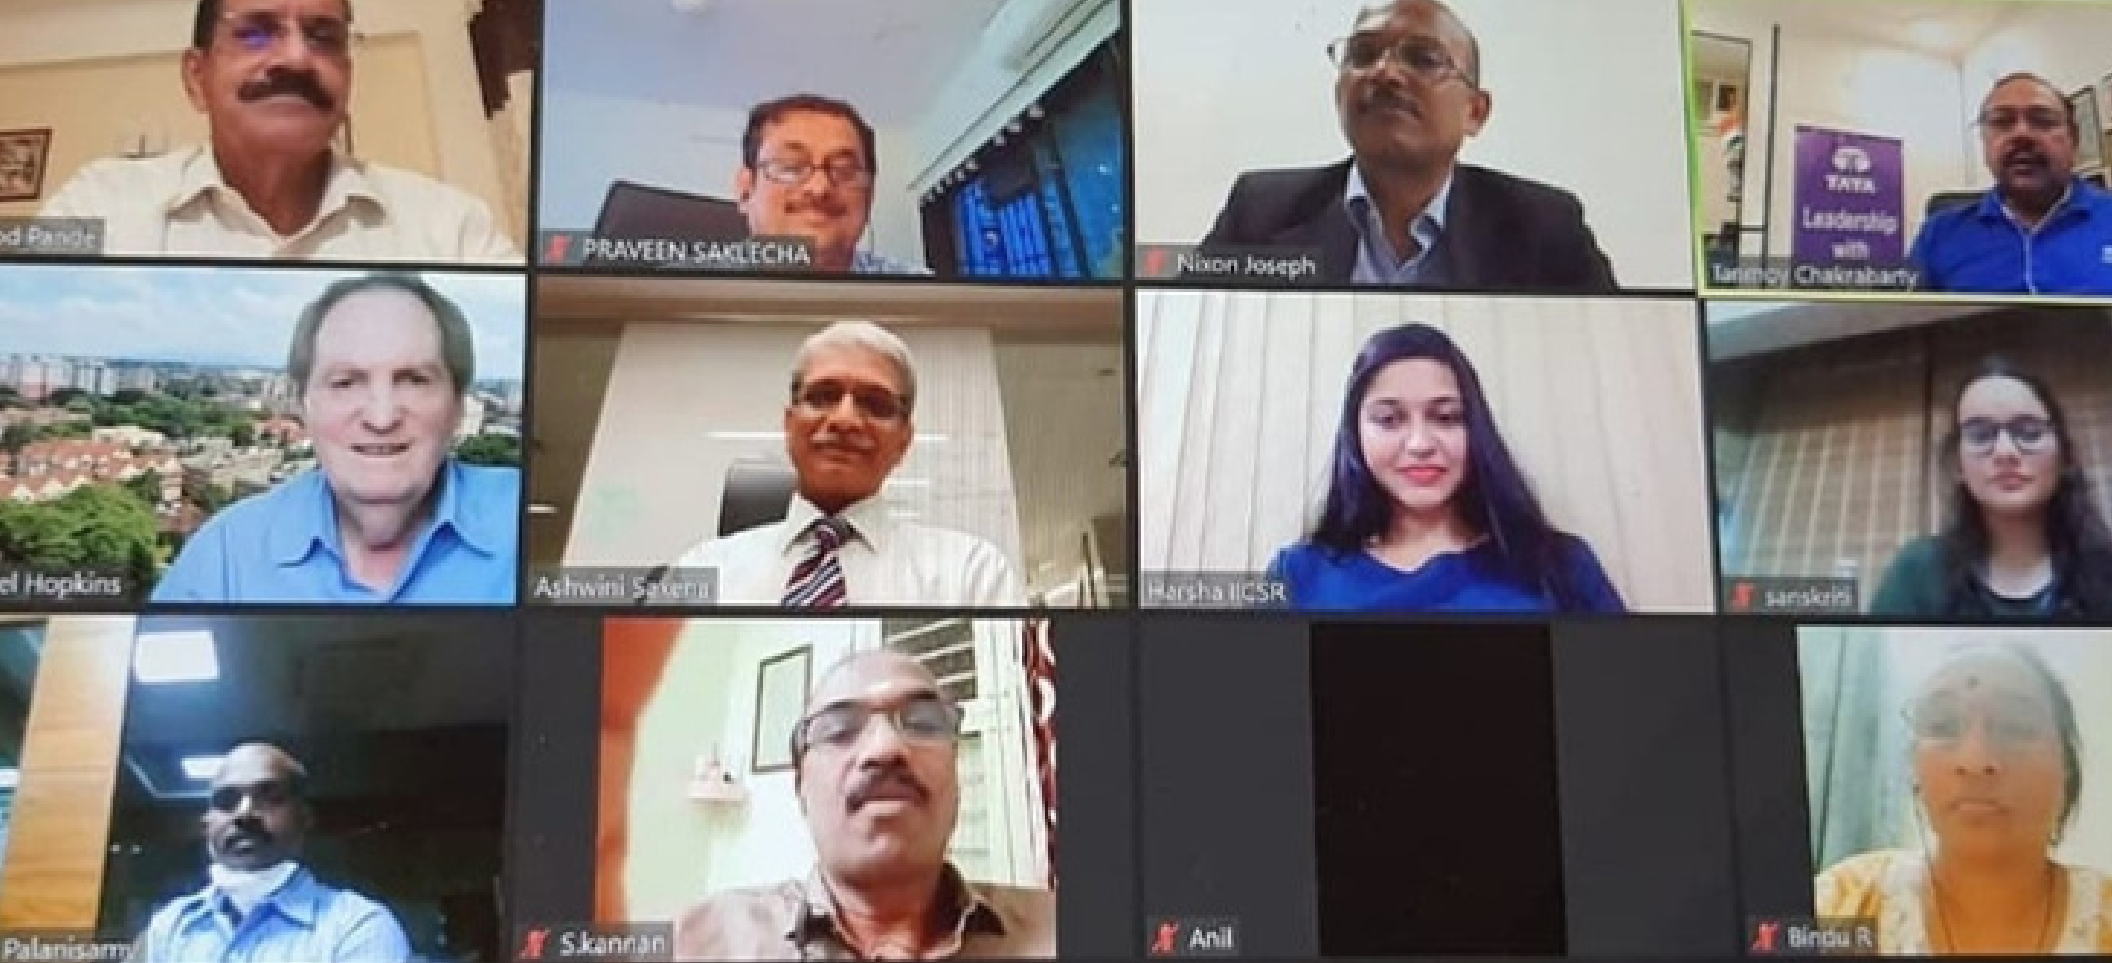 od Pande
PRAVEEN SAKLECHA
Nixon Joseph
TATA
Leadership
with
Tanmoy Chakrabarty
el Hopkins
Ashwini Saxena
Harsha IICSR
sanskriti
Palanisamy
S.kannan
Anil
Bindu R